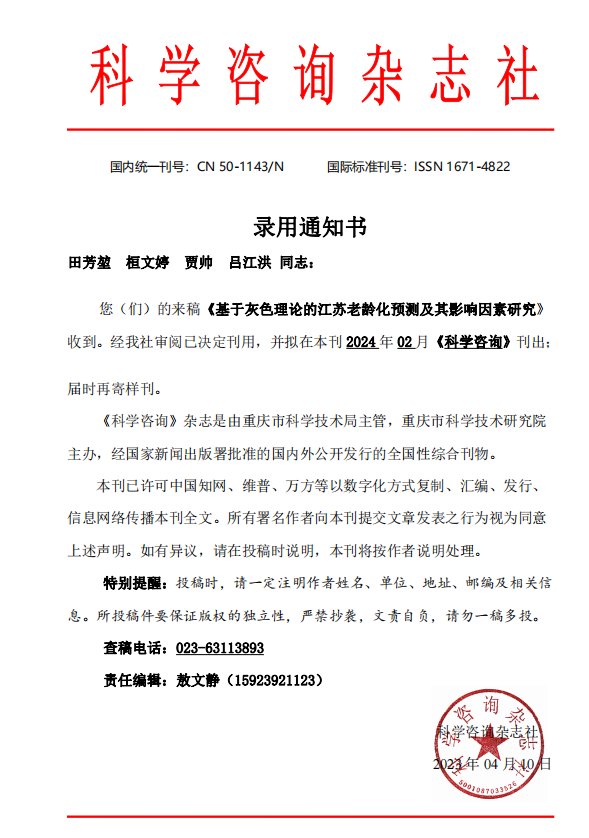 科学咨询杂志社
国内统一刊号：CN 50-1143/N 国际标准刊号：ISSN 1671-4822
录用通知书
田芳堃 桓文婷 贾帅 吕江洪 同志：
您（们）的来稿《基于灰色理论的江苏老龄化预测及其影响因素研究》
收到。经我社审阅已决定刊用，并拟在本刊 2024 年 02 月《科学咨询》刊出；
届时再寄样刊。
《科学咨询》杂志是由重庆市科学技术局主管，重庆市科学技术研究院
主办，经国家新闻出版署批准的国内外公开发行的全国性综合刊物。
本刊已许可中国知网、维普、万方等以数字化方式复制、汇编、发行、
信息网络传播本刊全文。所有署名作者向本刊提交文章发表之行为视为同意
上述声明。如有异议，请在投稿时说明，本刊将按作者说明处理。
特别提醒：投稿时，请一定注明作者姓名、单位、地址、邮编及相关信
息。所投稿件要保证版权的独立性，严禁抄袭，文责自负，请勿一稿多投。
查稿电话：023-63113893
责任编辑：敖文静（15923921123）
科学咨询杂志社
科学咨询杂志社
2023 年 04 月 10 日
5001087033526